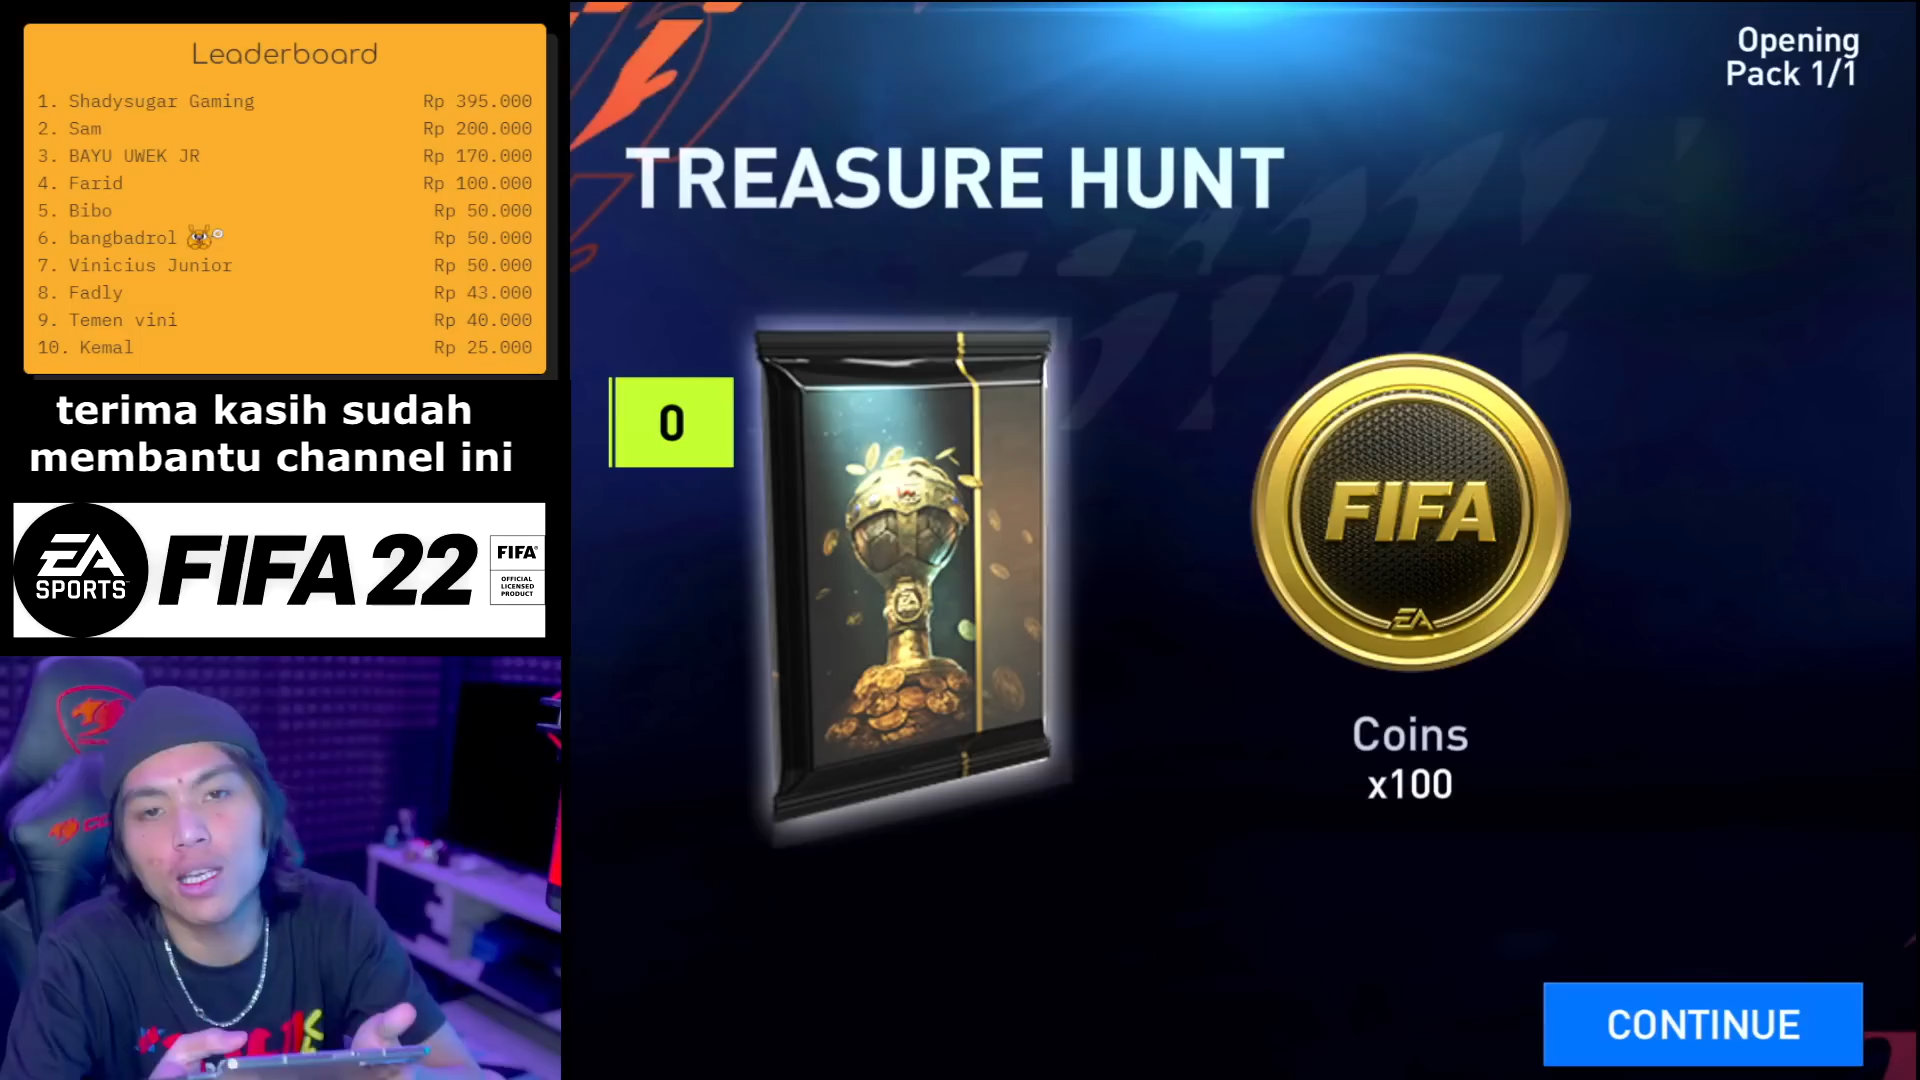 Leaderboard
1. Shadysugar Gaming Rp 395.000
2. Sam Rp 200.000
3. BAYU UWEK JR Rp 170.000
4. Farid Rp 100.000
5. Bibo Rp 50.000
6. bangbadrol Rp 50.000
7. Vinicius Junior Rp 50.000
8. Fadly Rp 43.000
9. Temen vini Rp 40.000
10. Kemal Rp 25.000
terima kasih sudah
membantu channel ini
EA
SPORTS
FIFA 22
FIFA
OFFICIAL
LICENSED
PRODUCT
Opening
Pack 1/1
TREASURE HUNT
0
EA
FIFA
EA
Coins
x100
CONTINUE